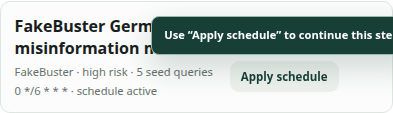 FakeBuster Germ
misinformation
Use “Apply schedule” to continue this ste
FakeBuster · high risk · 5 seed queries
0 */6 * * * · schedule active
Apply schedule